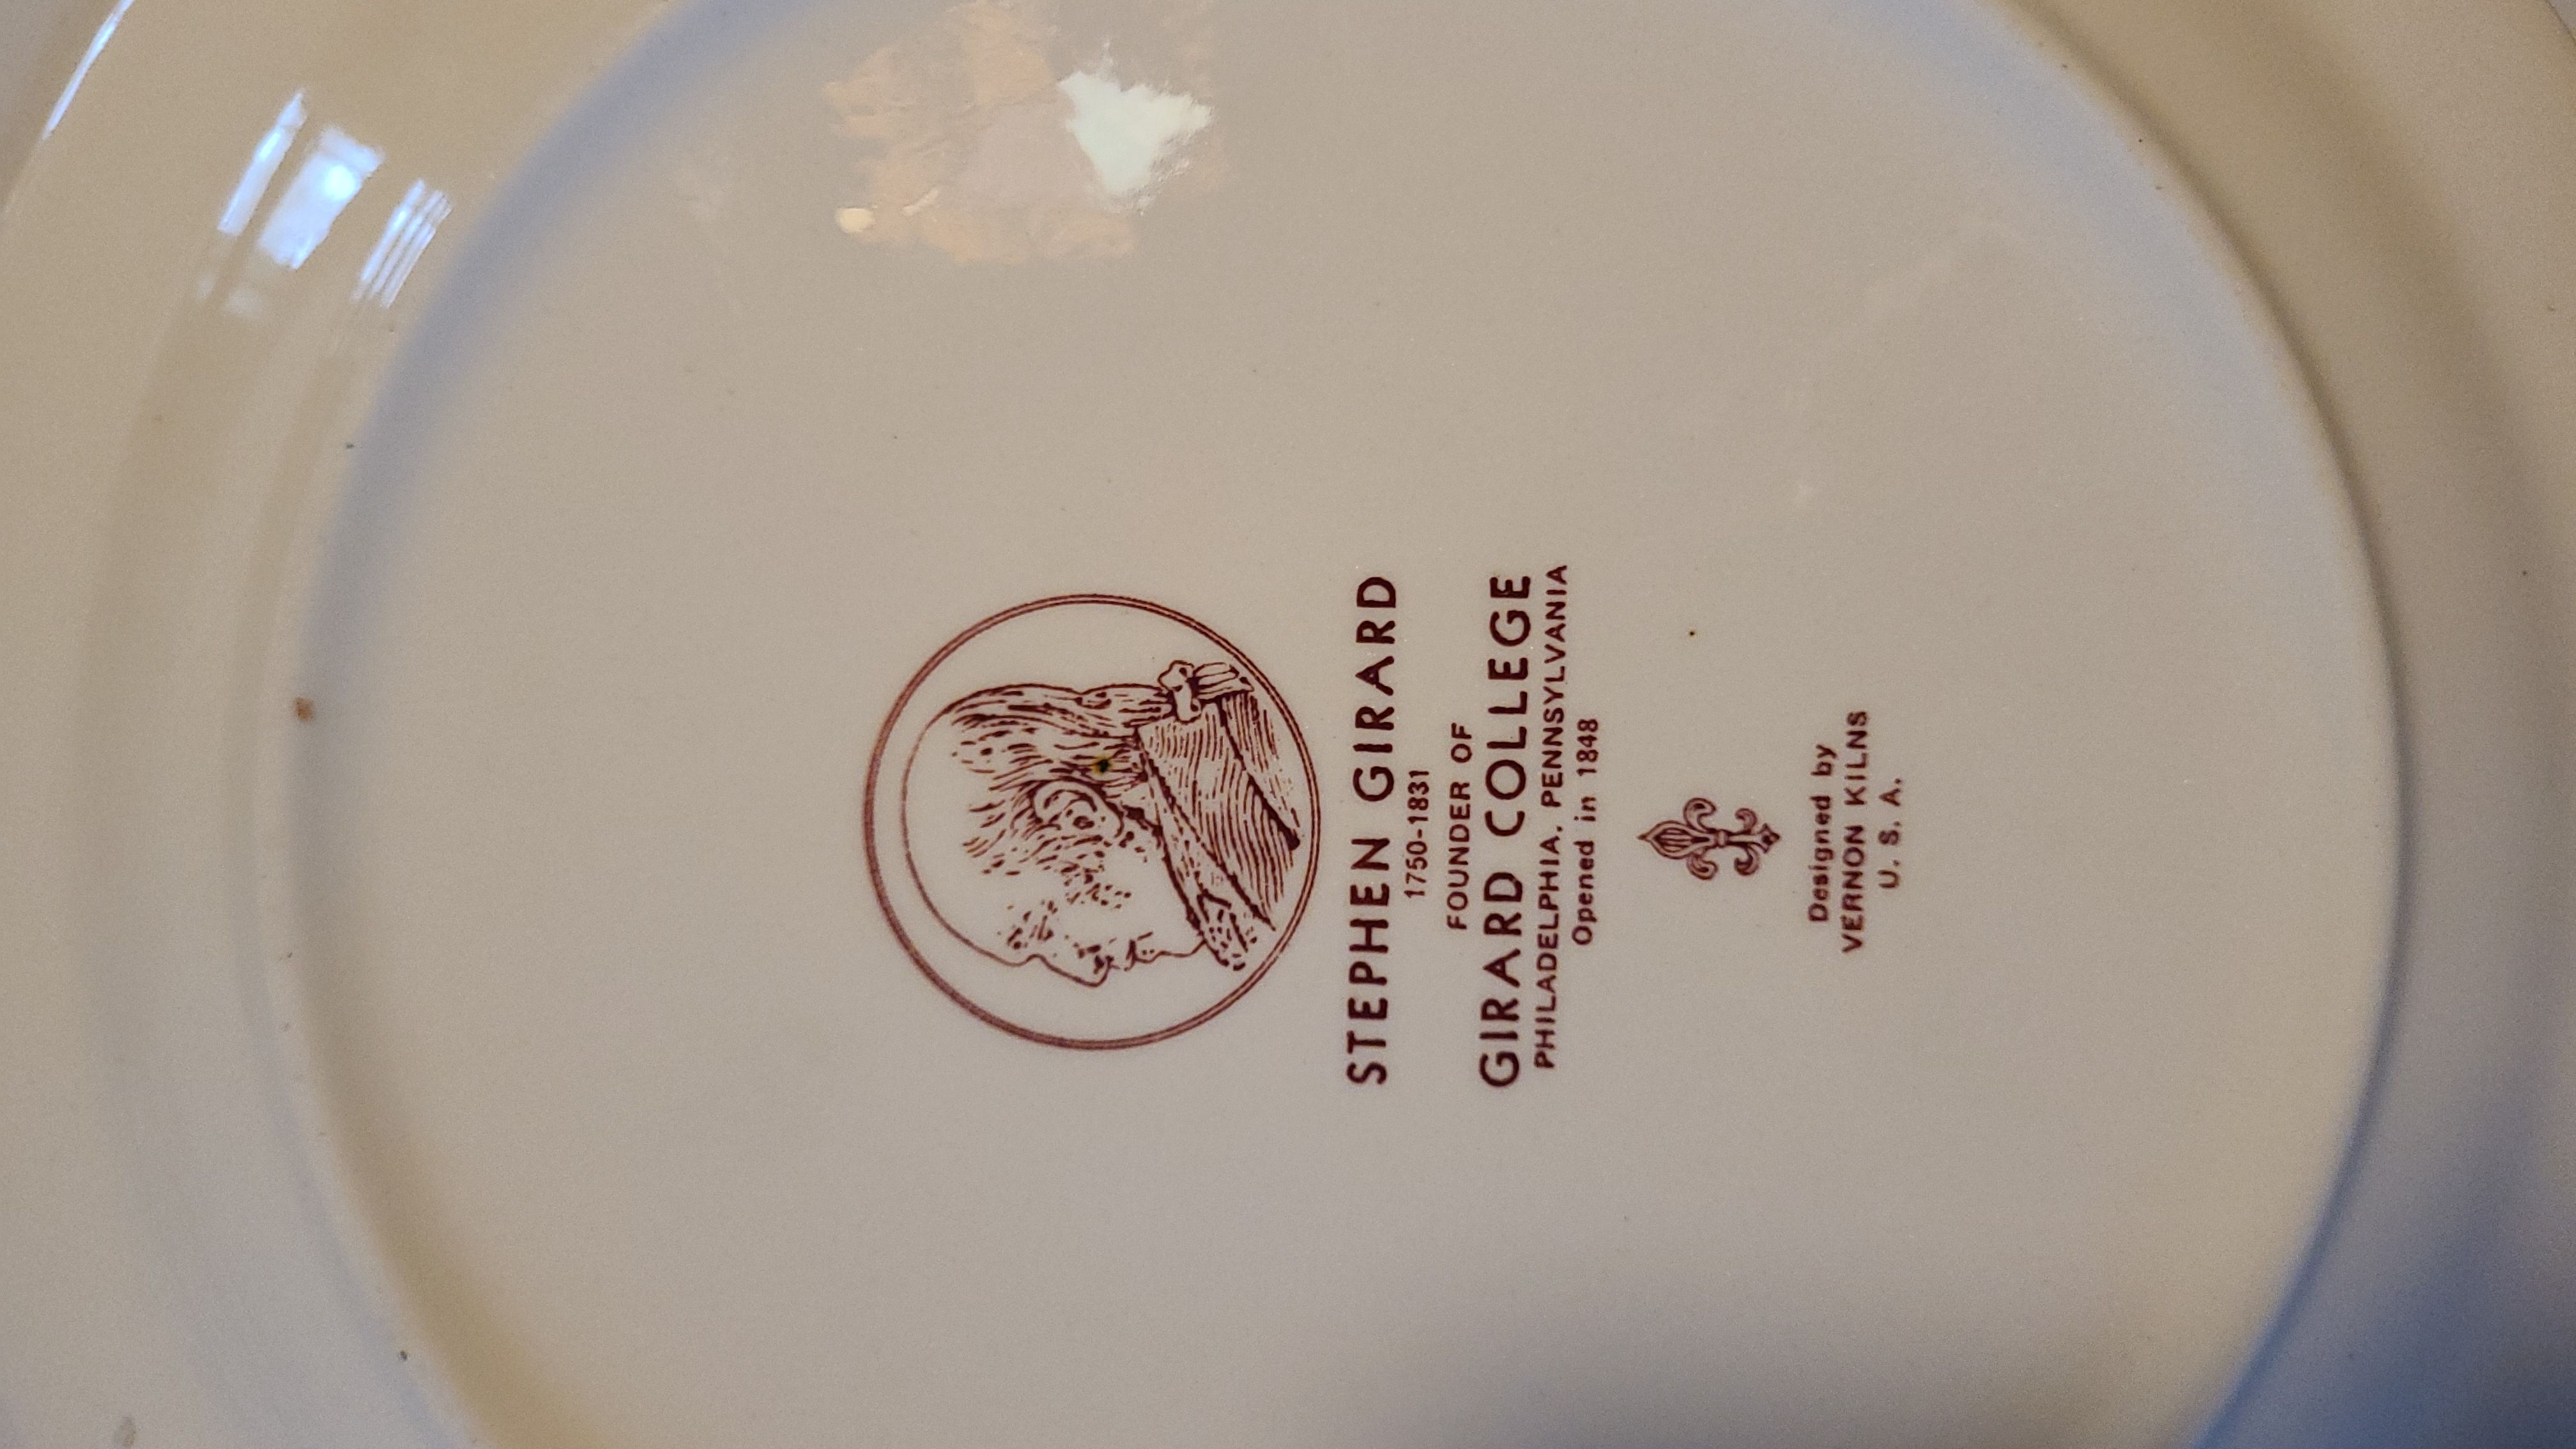 STEPHEN GIRARD
1750-1831
FOUNDER OF
GIRARD COLLEGE
PHILADELPHIA, PENNSYLVANIA
Opened in 1848
Designed by
VERNON KILNS
U. S. A.